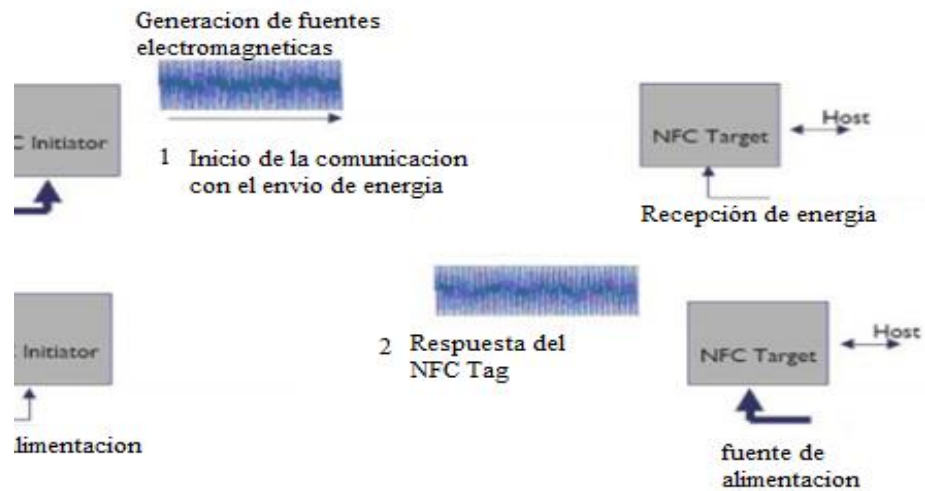 Generacion de fuentes
electromagneticas
C Initiator
1 Inicio de la comunicacion
con el envio de energia
NFC Target
Host
Recepción de energia
Initiator
limentacion
2 Respuesta del
NFC Tag
NFC Target
Host
fuente de
alimentacion